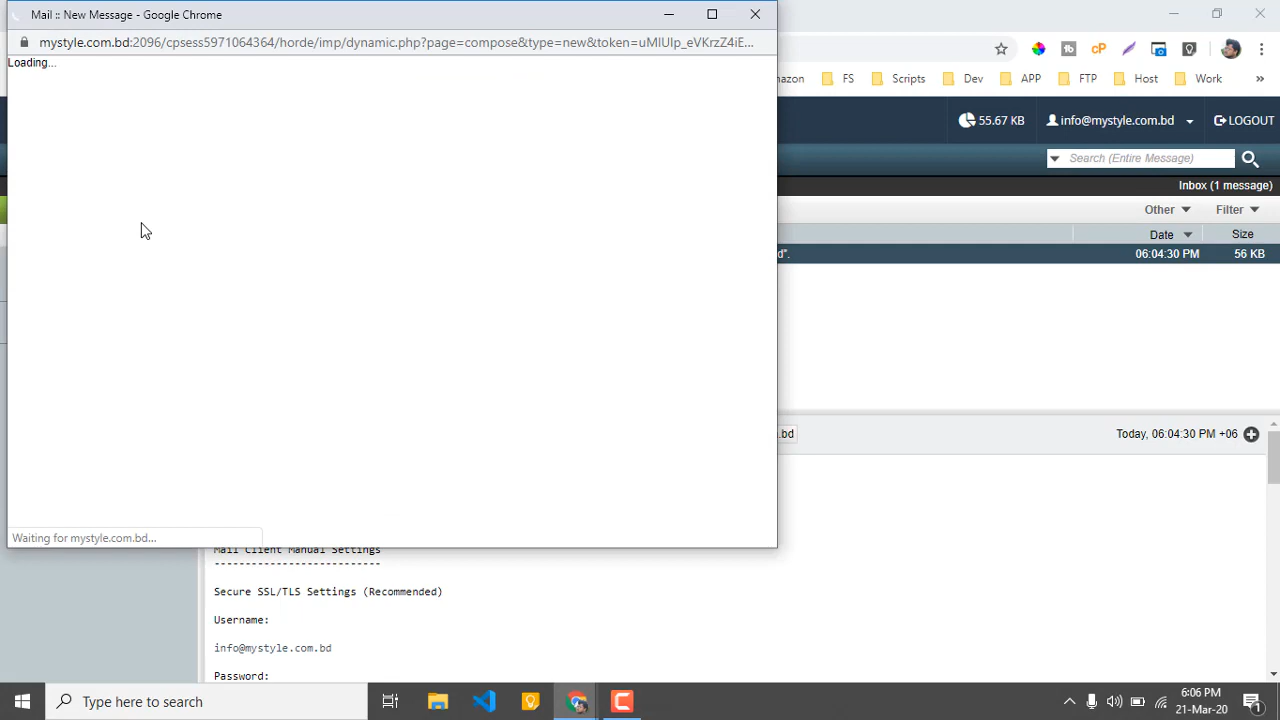 Mail :: New Message - Google Chrome
mystyle.com.bd:2096/cpsess5971064364/horde/imp/dynamic.php?page=compose&type=new&token=uMIUIp_eVKrzZ4iE...
Loading...
Waiting for mystyle.com.bd...
cP
mazon
FS
Scripts
Dev
APP
FTP
Host
Work
»
55.67 KB
info@mystyle.com.bd
LOGOUT
Search (Entire Message)
Inbox (1 message)
Other
Filter
Date
Size
d".
06:04:30 PM
56 KB
.bd
Today, 06:04:30 PM +06
Mail Client Manual Settings
--------------------------
Secure SSL/TLS Settings (Recommended)
Username:
info@mystyle.com.bd
Password:
Type here to search
6:06 PM
21-Mar-20
1